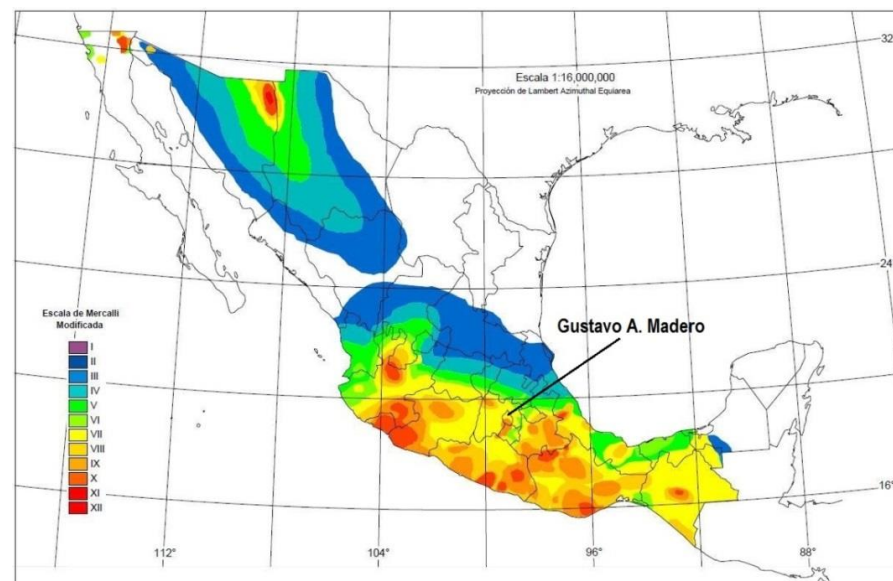 Escala 1:16,000,000
Proyección de Lambert Azimuthal Equiarea
32°
24°
16°
Gustavo A. Madero
Escala de Mercalli
Modificada
I
II
III
IV
V
VI
VII
VIII
IX
X
XI
XII
112°
104°
96°
88°